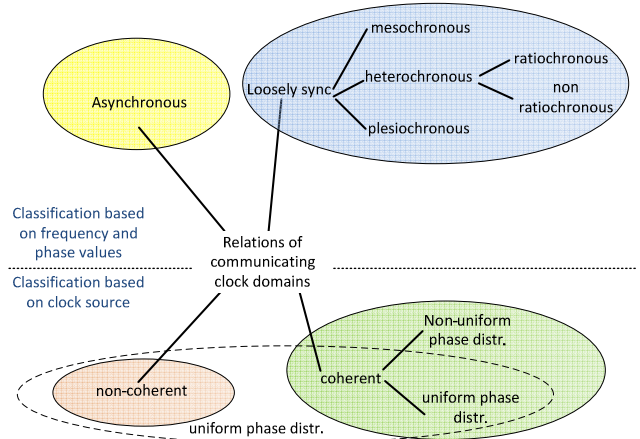 mesochronous
ratiochronous
heterochronous
non
ratiochronous
Loosely sync
Asynchronous
plesiochronous
Classification based
on frequency and
phase values
Relations of
communicating
clock domains
Classification based
on clock source
Non-uniform
phase distr.
coherent
non-coherent
uniform phase
distr.
uniform phase distr.